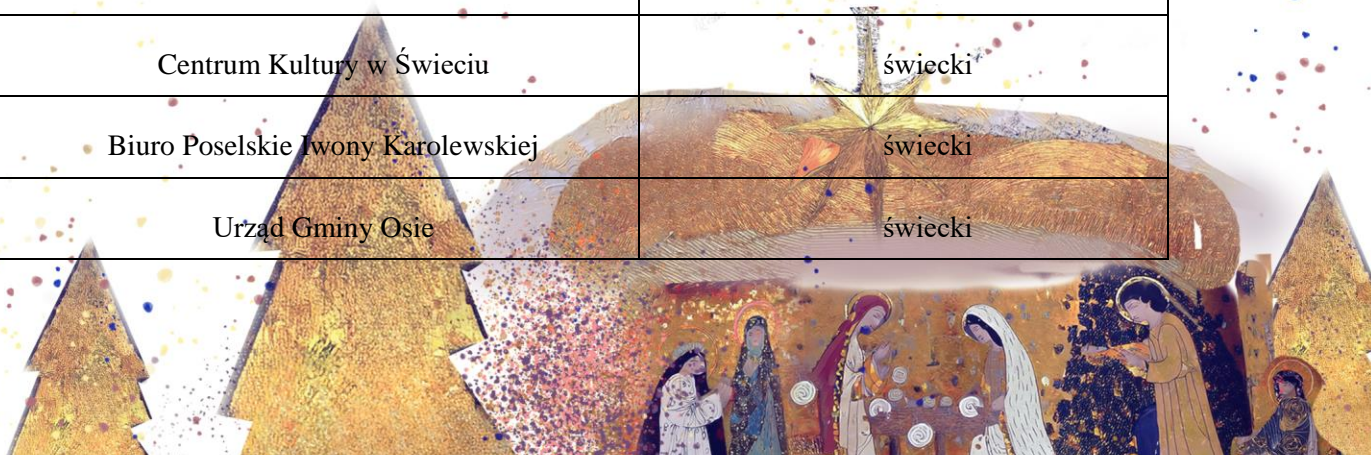 Centrum Kultury w Świeciu świecki
Biuro Poselskie Iwony Karolewskiej świecki
Urząd Gminy Osie świecki